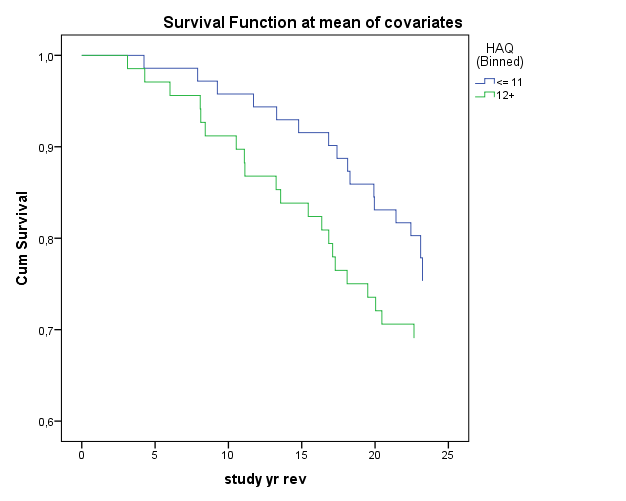 Survival Function at mean of covariates
HAQ
(Binned)
<= 11
12+
1,0
0,9
0,8
0,7
0,6
Cum Survival
0
5
10
15
20
25
study yr rev